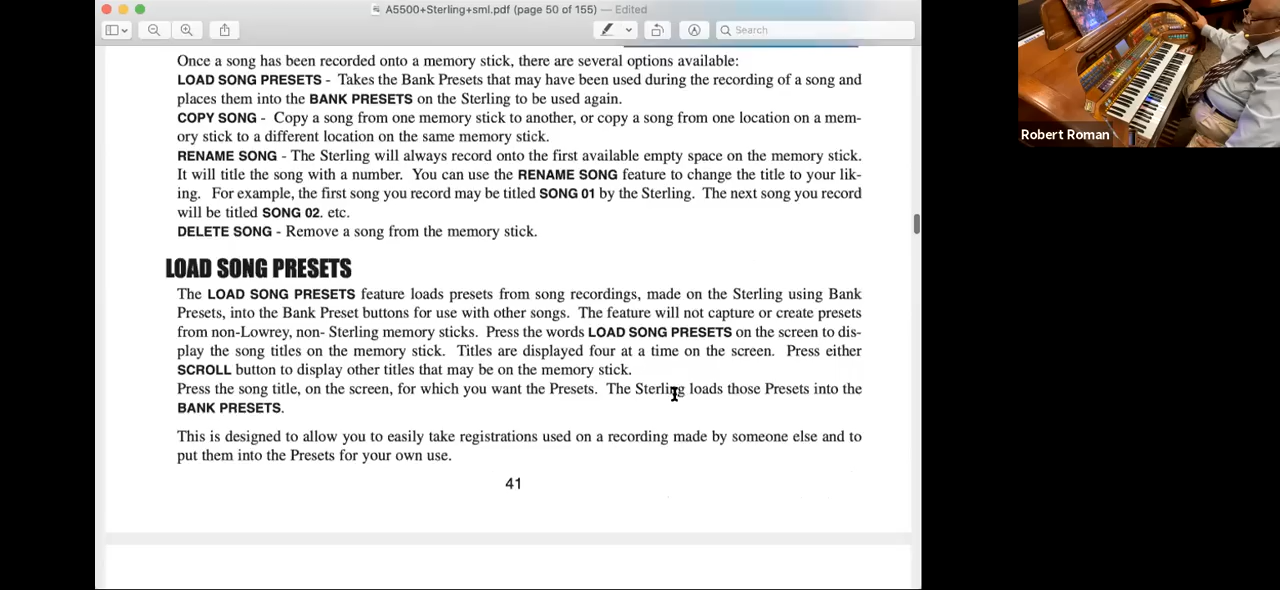 A5500+Sterling+sml.pdf (page 50 of 155) — Edited
Search
Once a song has been recorded onto a memory stick, there are several options available:
LOAD SONG PRESETS - Takes the Bank Presets that may have been used during the recording of a song and
places them into the BANK PRESETS on the Sterling to be used again.
COPY SONG - Copy a song from one memory stick to another, or copy a song from one location on a mem-
ory stick to a different location on the same memory stick.
RENAME SONG - The Sterling will always record onto the first available empty space on the memory stick.
It will title the song with a number. You can use the RENAME SONG feature to change the title to your lik-
ing. For example, the first song you record may be titled SONG 01 by the Sterling. The next song you record
will be titled SONG 02. etc.
DELETE SONG - Remove a song from the memory stick.
LOAD SONG PRESETS
The LOAD SONG PRESETS feature loads presets from song recordings, made on the Sterling using Bank
Presets, into the Bank Preset buttons for use with other songs. The feature will not capture or create presets
from non-Lowrey, non- Sterling memory sticks. Press the words LOAD SONG PRESETS on the screen to dis-
play the song titles on the memory stick. Titles are displayed four at a time on the screen. Press either
SCROLL button to display other titles that may be on the memory stick.
Press the song title, on the screen, for which you want the Presets. The Sterling loads those Presets into the
BANK PRESETS.
This is designed to allow you to easily take registrations used on a recording made by someone else and to
put them into the Presets for your own use.
41
Robert Roman